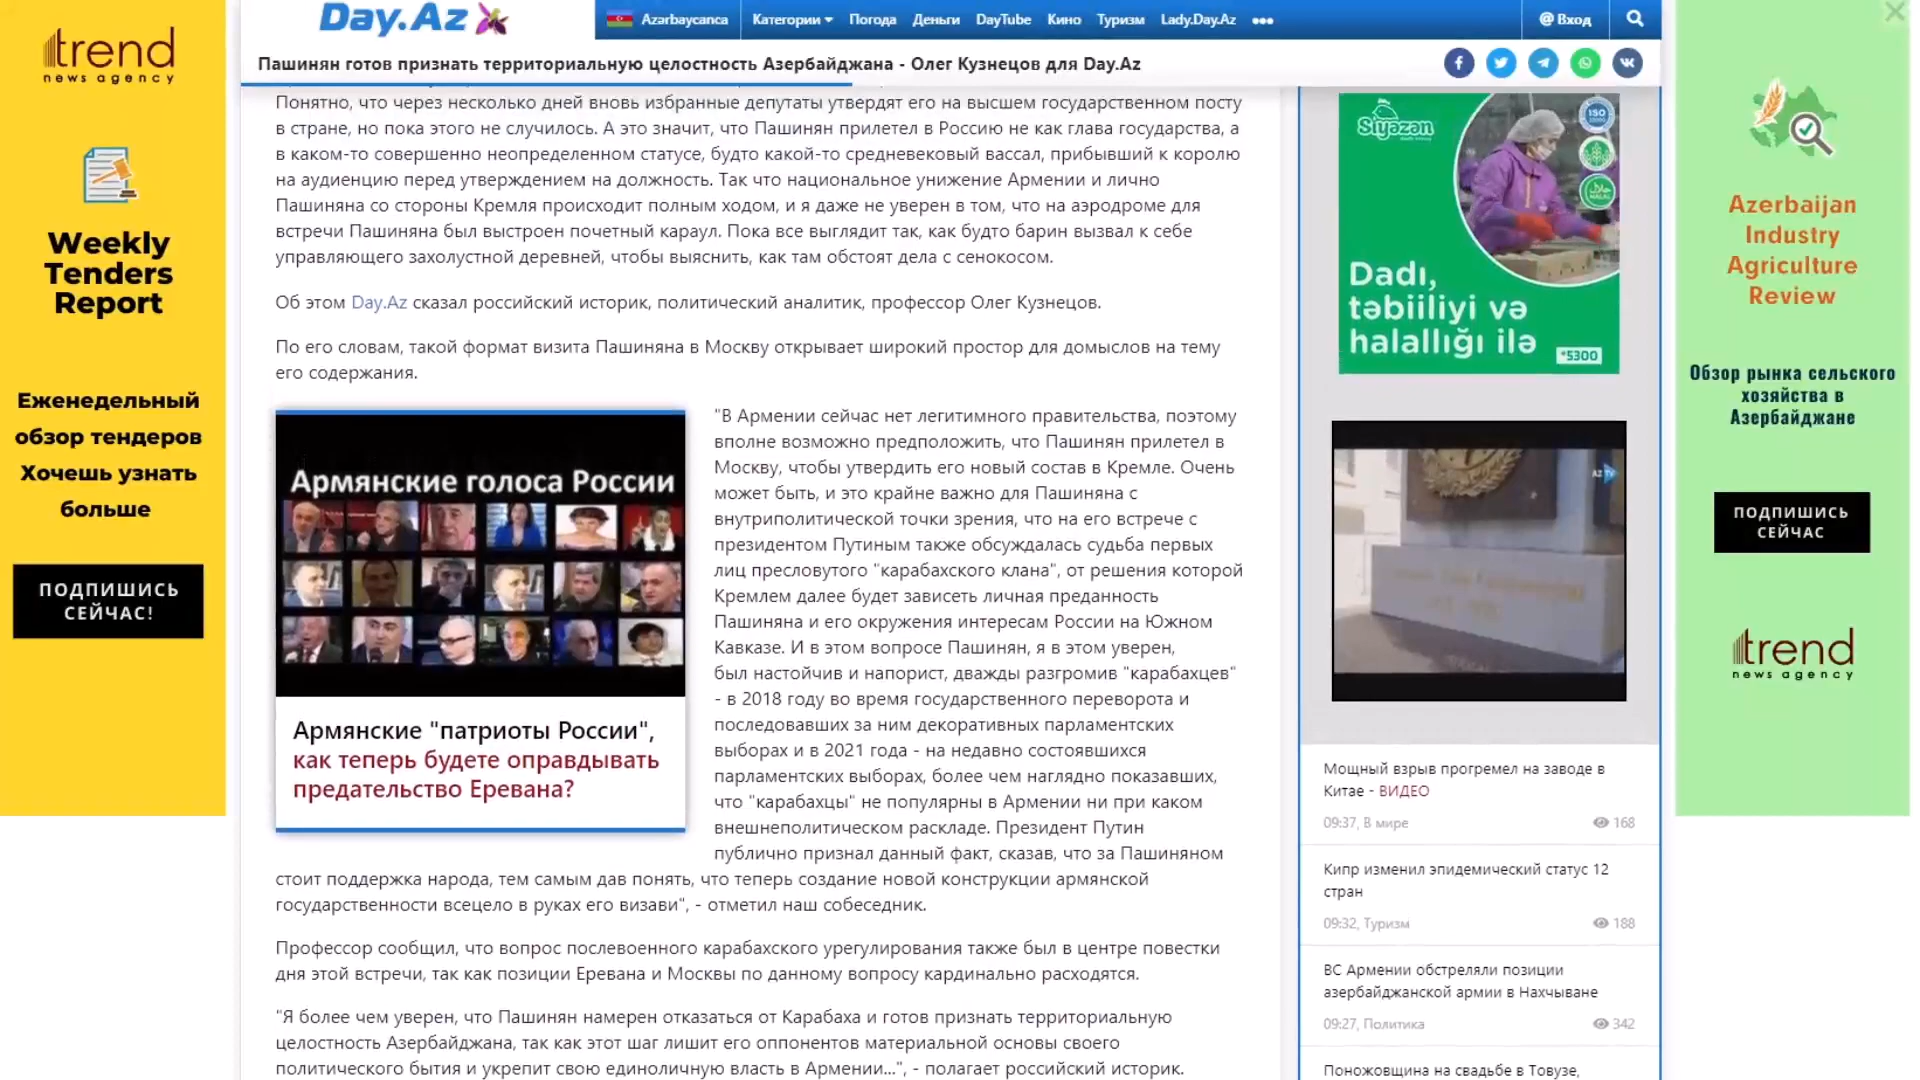 trend
news agency
Weekly
Tenders
Report
Еженедельный
обзор тендеров
Хочешь узнать
больше
ПОДПИШИСЬ
СЕЙЧАС!
Day.Az
Azərbaycanca
Категории
Погода
Деньги
DayTube
Кино
Туризм
Lady.Day.Az
•••
@ Вход
Пашинян готов признать территориальную целостность Азербайджана - Олег Кузнецов для Day.Az
Понятно, что через несколько дней вновь избранные депутаты утвердят его на высшем государственном посту
в стране, но пока этого не случилось. А это значит, что Пашинян прилетел в Россию не как глава государства, а
в каком-то совершенно неопределенном статусе, будто какой-то средневековый вассал, прибывший к королю
на аудиенцию перед утверждением на должность. Так что национальное унижение Армении и лично
Пашиняна со стороны Кремля происходит полным ходом, и я даже не уверен в том, что на аэродроме для
встречи Пашиняна был выстроен почетный караул. Пока все выглядит так, как будто барин вызвал к себе
управляющего захолустной деревней, чтобы выяснить, как там обстоят дела с сенокосом.
Об этом Day.Az сказал российский историк, политический аналитик, профессор Олег Кузнецов.
По его словам, такой формат визита Пашиняна в Москву открывает широкий простор для домыслов на тему
его содержания.
Армянские голоса России
Армянские "патриоты России",
как теперь будете оправдывать
предательство Еревана?
"В Армении сейчас нет легитимного правительства, поэтому
вполне возможно предположить, что Пашинян прилетел в
Москву, чтобы утвердить его новый состав в Кремле. Очень
может быть, и это крайне важно для Пашиняна с
внутриполитической точки зрения, что на его встрече с
президентом Путиным также обсуждалась судьба первых
лиц пресловутого "карабахского клана", от решения которой
Кремлем далее будет зависеть личная преданность
Пашиняна и его окружения интересам России на Южном
Кавказе. И в этом вопросе Пашинян, я в этом уверен,
был настойчив и напорист, дважды разгромив "карабахцев"
- в 2018 году во время государственного переворота и
последовавших за ним декоративных парламентских
выборах и в 2021 года - на недавно состоявшихся
парламентских выборах, более чем наглядно показавших,
что "карабахцы" не популярны в Армении ни при каком
внешнеполитическом раскладе. Президент Путин
публично признал данный факт, сказав, что за Пашиняном
стоит поддержка народа, тем самым дав понять, что теперь создание новой конструкции армянской
государственности всецело в руках его визави", - отметил наш собеседник.
Профессор сообщил, что вопрос послевоенного карабахского урегулирования также был в центре повестки
дня этой встречи, так как позиции Еревана и Москвы по данному вопросу кардинально расходятся.
"Я более чем уверен, что Пашинян намерен отказаться от Карабаха и готов признать территориальную
целостность Азербайджана, так как этот шаг лишит его оппонентов материальной основы своего
политического бытия и укрепит свою единоличную власть в Армении...", - полагает российский историк.
Siyəzən
ISO
Dadı,
təbiiliyi və
halallığı ilə
*5300
AZTV
Мощный взрыв прогремел на заводе в
Китае - ВИДЕО
09:37, В мире
168
Кипр изменил эпидемический статус 12
стран
09:32, Туризм
188
ВС Армении обстреляли позиции
азербайджанской армии в Нахчыване
09:27, Политика
342
Поножовщина на свадьбе в Товузе,
Azerbaijan
Industry
Agriculture
Review
Обзор рынка сельского
хозяйства в
Азербайджане
ПОДПИШИСЬ
СЕЙЧАС
trend
news agency